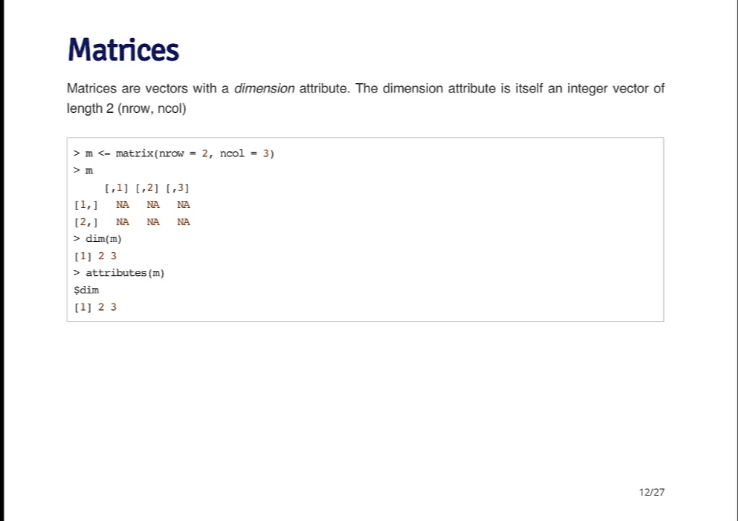 Matrices
Matrices are vectors with a dimension attribute. The dimension attribute is itself an integer vector of
length 2 (nrow, ncol)
> m <- matrix(nrow = 2, ncol = 3)
> m
     [,1] [,2] [,3]
[1,]   NA   NA   NA
[2,]   NA   NA   NA
> dim(m)
[1] 2 3
> attributes(m)
$dim
[1] 2 3
12/27